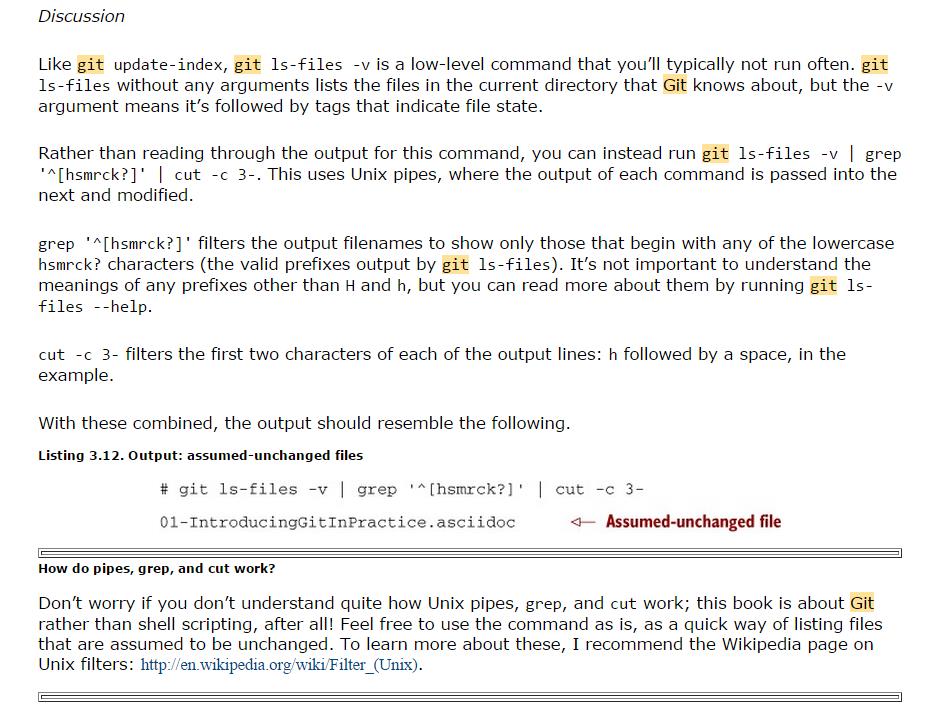 Discussion
Like git update-index, git ls-files -v is a low-level command that you’ll typically not run often. git
ls-files without any arguments lists the files in the current directory that Git knows about, but the -v
argument means it’s followed by tags that indicate file state.
Rather than reading through the output for this command, you can instead run git ls-files -v | grep
'^[hsmrck?]' | cut -c 3-. This uses Unix pipes, where the output of each command is passed into the
next and modified.
grep '^[hsmrck?]' filters the output filenames to show only those that begin with any of the lowercase
hsmrck? characters (the valid prefixes output by git ls-files). It’s not important to understand the
meanings of any prefixes other than H and h, but you can read more about them by running git ls-
files --help.
cut -c 3- filters the first two characters of each of the output lines: h followed by a space, in the
example.
With these combined, the output should resemble the following.
Listing 3.12. Output: assumed-unchanged files
# git ls-files -v | grep '^[hsmrck?]' | cut -c 3-
01-IntroducingGitInPractice.asciidoc Assumed-unchanged file
How do pipes, grep, and cut work?
Don’t worry if you don’t understand quite how Unix pipes, grep, and cut work; this book is about Git
rather than shell scripting, after all! Feel free to use the command as is, as a quick way of listing files
that are assumed to be unchanged. To learn more about these, I recommend the Wikipedia page on
Unix filters: http://en.wikipedia.org/wiki/Filter_(Unix).